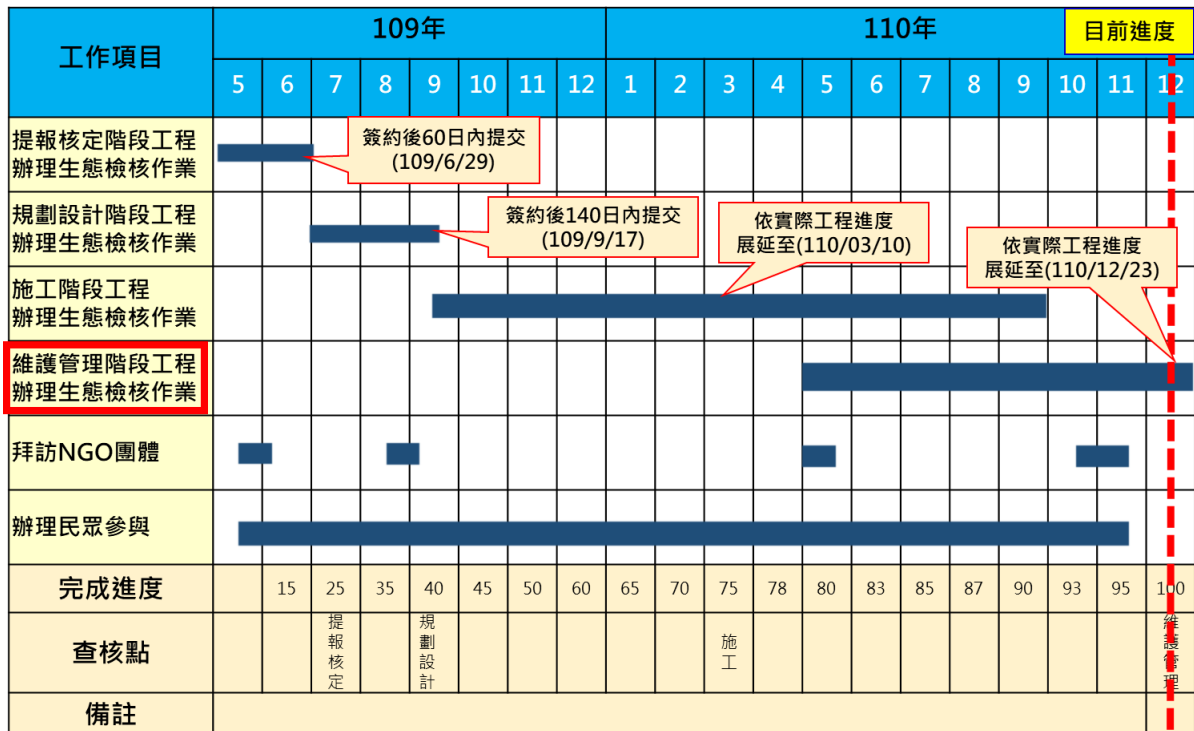 工作項目
109年
110年
目前進度
5 6 7 8 9 10 11 12 1 2 3 4 5 6 7 8 9 10 11 12
提報核定階段工程
辦理生態檢核作業
簽約後60日內提交
(109/6/29)
規劃設計階段工程
辦理生態檢核作業
簽約後140日內提交
(109/9/17)
依實際工程進度
展延至(110/03/10)
依實際工程進度
展延至(110/12/23)
施工階段工程
辦理生態檢核作業
維護管理階段工程
辦理生態檢核作業
拜訪NGO團體
辦理民眾參與
完成進度 15 25 35 40 45 50 60 65 70 75 78 80 83 85 87 90 93 95 100
查核點
提報核定
規劃設計
施工
維護管理
備註